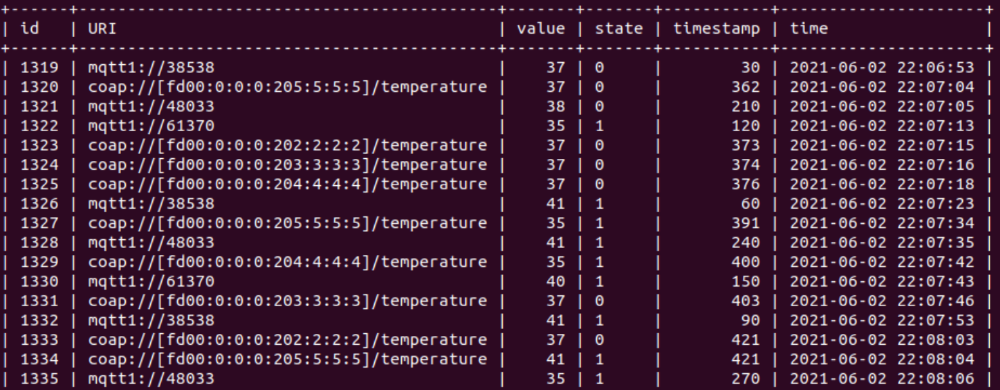 +------+-------------------------------------------+-------+-------+-----------+---------------------+
| id   | URI                                       | value | state | timestamp | time                |
+------+-------------------------------------------+-------+-------+-----------+---------------------+
| 1319 | mqtt1://38538                             |    37 | 0     |        30 | 2021-06-02 22:06:53 |
| 1320 | coap://[fd00:0:0:0:205:5:5:5]/temperature |    37 | 0     |       362 | 2021-06-02 22:07:04 |
| 1321 | mqtt1://48033                             |    38 | 0     |       210 | 2021-06-02 22:07:05 |
| 1322 | mqtt1://61370                             |    35 | 1     |       120 | 2021-06-02 22:07:13 |
| 1323 | coap://[fd00:0:0:0:202:2:2:2]/temperature |    37 | 0     |       373 | 2021-06-02 22:07:15 |
| 1324 | coap://[fd00:0:0:0:203:3:3:3]/temperature |    37 | 0     |       374 | 2021-06-02 22:07:16 |
| 1325 | coap://[fd00:0:0:0:204:4:4:4]/temperature |    37 | 0     |       376 | 2021-06-02 22:07:18 |
| 1326 | mqtt1://38538                             |    41 | 1     |        60 | 2021-06-02 22:07:23 |
| 1327 | coap://[fd00:0:0:0:205:5:5:5]/temperature |    35 | 1     |       391 | 2021-06-02 22:07:34 |
| 1328 | mqtt1://48033                             |    41 | 1     |       240 | 2021-06-02 22:07:35 |
| 1329 | coap://[fd00:0:0:0:204:4:4:4]/temperature |    35 | 1     |       400 | 2021-06-02 22:07:42 |
| 1330 | mqtt1://61370                             |    40 | 1     |       150 | 2021-06-02 22:07:43 |
| 1331 | coap://[fd00:0:0:0:203:3:3:3]/temperature |    37 | 0     |       403 | 2021-06-02 22:07:46 |
| 1332 | mqtt1://38538                             |    41 | 1     |        90 | 2021-06-02 22:07:53 |
| 1333 | coap://[fd00:0:0:0:202:2:2:2]/temperature |    37 | 0     |       421 | 2021-06-02 22:08:03 |
| 1334 | coap://[fd00:0:0:0:205:5:5:5]/temperature |    41 | 1     |       421 | 2021-06-02 22:08:04 |
| 1335 | mqtt1://48033                             |    35 | 1     |       270 | 2021-06-02 22:08:06 |